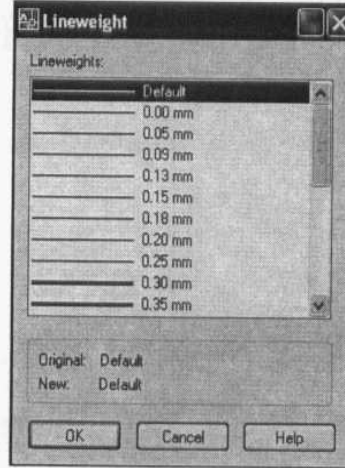 Lineweight
Lineweights:
Default
0.00 mm
0.05 mm
0.09 mm
0.13 mm
0.15 mm
0.18 mm
0.20 mm
0.25 mm
0.30 mm
0.35 mm
Original: Default
New: Default
OK Cancel Help